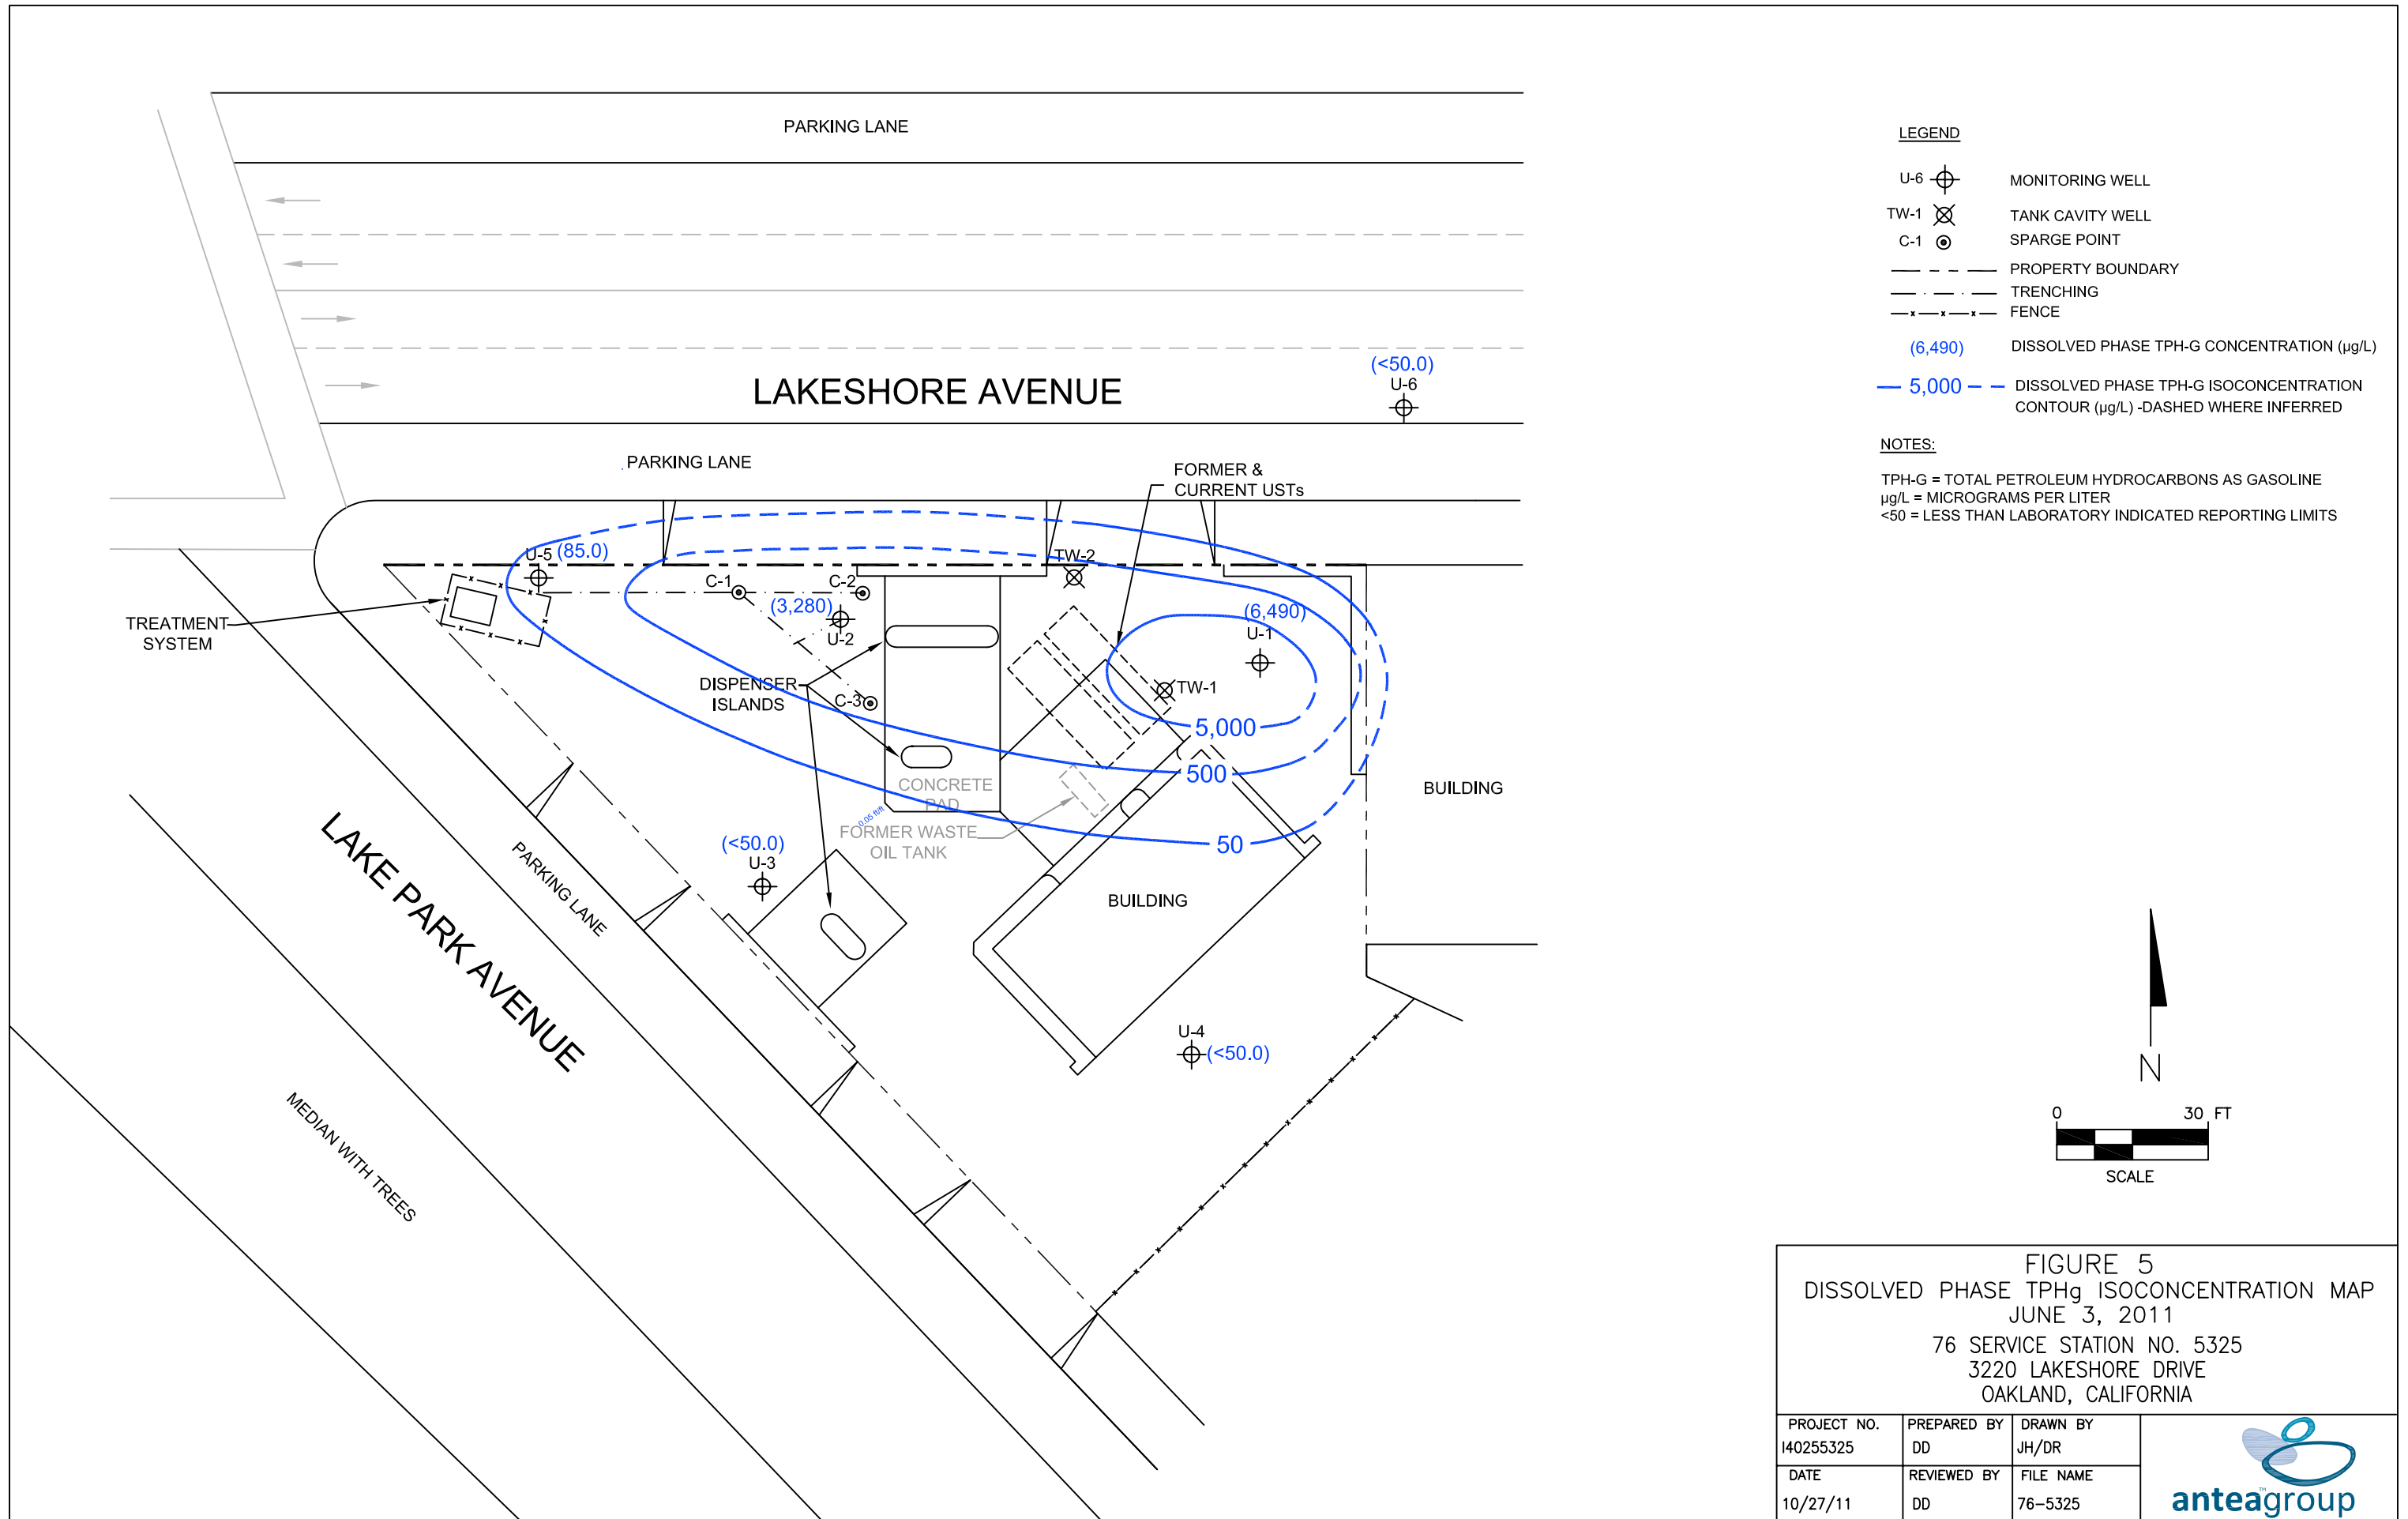 PARKING LANE
LAKESHORE AVENUE
(<50.0)
U-6
PARKING LANE
FORMER &
CURRENT USTs
U-5 (85.0)
TW-2
C-1
C-2
(3,280)
U-2
(6,490)
U-1
TREATMENT
SYSTEM
DISPENSER
ISLANDS
C-3
TW-1
5,000
500
50
CONCRETE
PAD
0.05 ft/ft
FORMER WASTE
OIL TANK
BUILDING
(<50.0)
U-3
BUILDING
U-4
(<50.0)
LAKE PARK AVENUE
PARKING LANE
MEDIAN WITH TREES
LEGEND
U-6 MONITORING WELL
TW-1 TANK CAVITY WELL
C-1 SPARGE POINT
PROPERTY BOUNDARY
TRENCHING
FENCE
(6,490) DISSOLVED PHASE TPH-G CONCENTRATION (µg/L)
5,000 DISSOLVED PHASE TPH-G ISOCONCENTRATION
CONTOUR (µg/L) -DASHED WHERE INFERRED
NOTES:
TPH-G = TOTAL PETROLEUM HYDROCARBONS AS GASOLINE
µg/L = MICROGRAMS PER LITER
<50 = LESS THAN LABORATORY INDICATED REPORTING LIMITS
N
0 30 FT
SCALE
FIGURE 5
DISSOLVED PHASE TPHg ISOCONCENTRATION MAP
JUNE 3, 2011
76 SERVICE STATION NO. 5325
3220 LAKESHORE DRIVE
OAKLAND, CALIFORNIA
PROJECT NO. PREPARED BY DRAWN BY
I40255325 DD JH/DR
DATE REVIEWED BY FILE NAME
10/27/11 DD 76-5325
anteagroup
TM